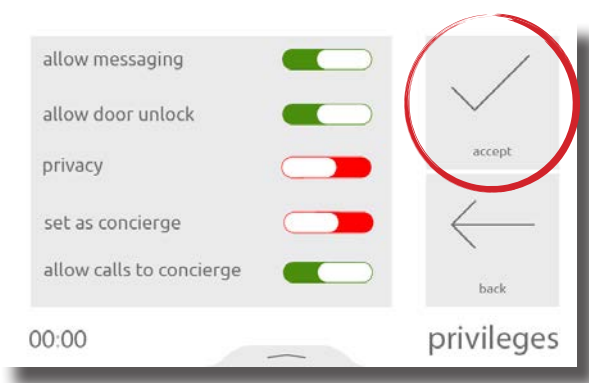 allow messaging
allow door unlock
privacy
set as concierge
allow calls to concierge
accept
back
00:00
privileges